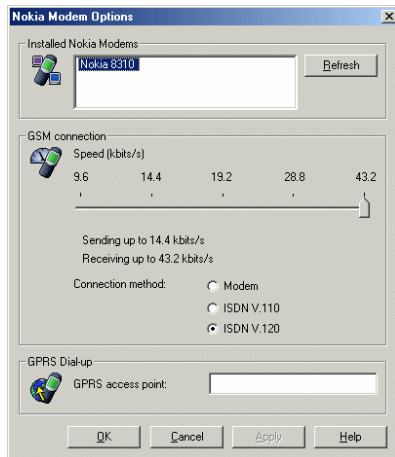 Nokia Modem Options
Installed Nokia Modems
Nokia 8310
Refresh
GSM connection
Speed (kbits/s)
9.6 14.4 19.2 28.8 43.2
Sending up to 14.4 kbits/s
Receiving up to 43.2 kbits/s
Connection method: Modem
ISDN V.110
ISDN V.120
GPRS Dial-up
GPRS access point:
OK Cancel Apply Help